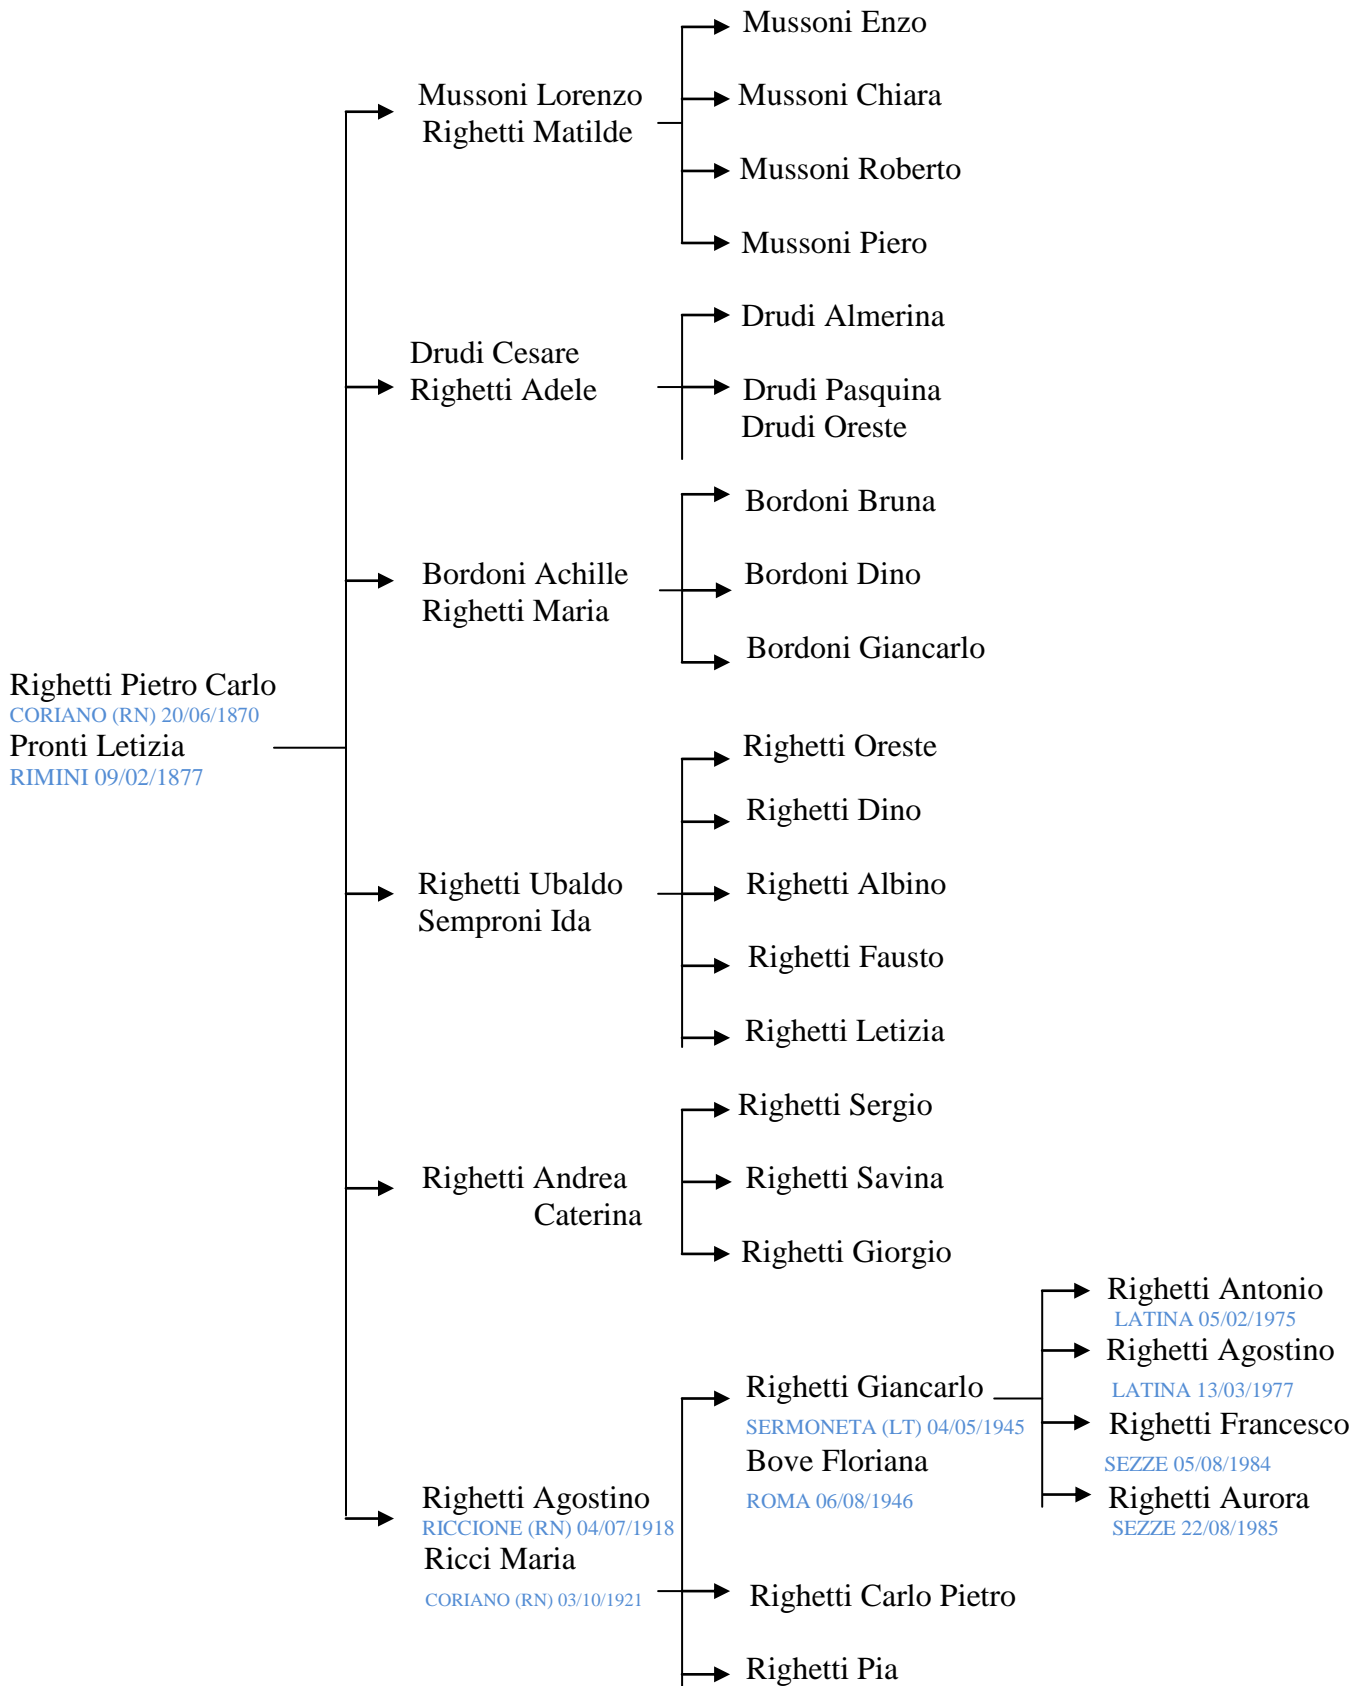 Righetti Pietro Carlo
CORIANO (RN) 20/06/1870
Pronti Letizia
RIMINI 09/02/1877
Mussoni Lorenzo
Righetti Matilde
Mussoni Enzo
Mussoni Chiara
Mussoni Roberto
Mussoni Piero
Drudi Cesare
Righetti Adele
Drudi Almerina
Drudi Pasquina
Drudi Oreste
Bordoni Achille
Righetti Maria
Bordoni Bruna
Bordoni Dino
Bordoni Giancarlo
Righetti Ubaldo
Semproni Ida
Righetti Oreste
Righetti Dino
Righetti Albino
Righetti Fausto
Righetti Letizia
Righetti Andrea
Caterina
Righetti Sergio
Righetti Savina
Righetti Giorgio
Righetti Agostino
RICCIONE (RN) 04/07/1918
Ricci Maria
CORIANO (RN) 03/10/1921
Righetti Giancarlo
SERMONETA (LT) 04/05/1945
Bove Floriana
ROMA 06/08/1946
Righetti Antonio
LATINA 05/02/1975
Righetti Agostino
LATINA 13/03/1977
Righetti Francesco
SEZZE 05/08/1984
Righetti Aurora
SEZZE 22/08/1985
Righetti Carlo Pietro
Righetti Pia